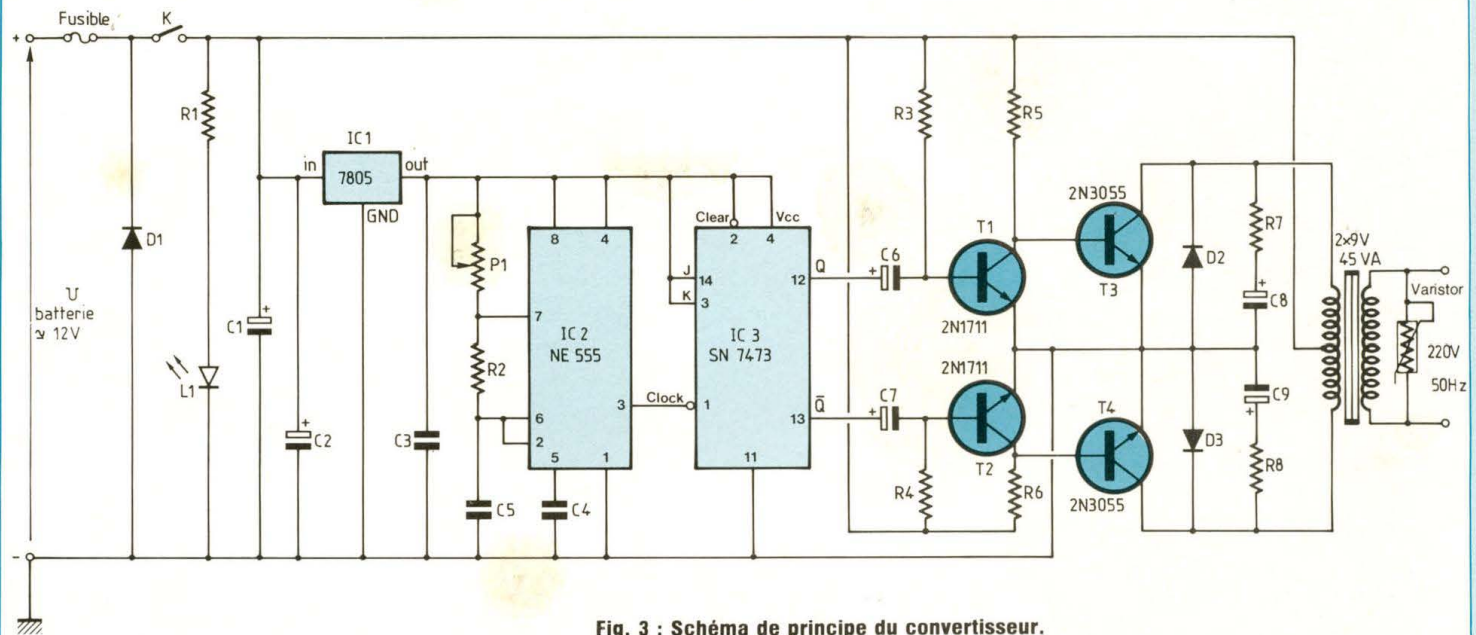 Fusible
K
+
R1
IC 1
in
out
7805
GND
D1
U
batterie
≃ 12V
C1
+
L1
+
C2
C3
P1
R2
C5
C4
8
4
7
6
2
5
1
3
IC 2
NE 555
Clock
Clear
Vcc
2
4
J
14
K
3
1
12
Q
13
Q̄
11
IC 3
SN 7473
+
C6
+
C7
R3
R4
R5
R6
T1
2N1711
2N1711
T2
2N3055
T3
T4
2N3055
D2
D3
R7
+
C8
C9
+
R8
2x9V
45 VA
Varistor
220V
50Hz
-
Fig. 3 : Schéma de principe du convertisseur.